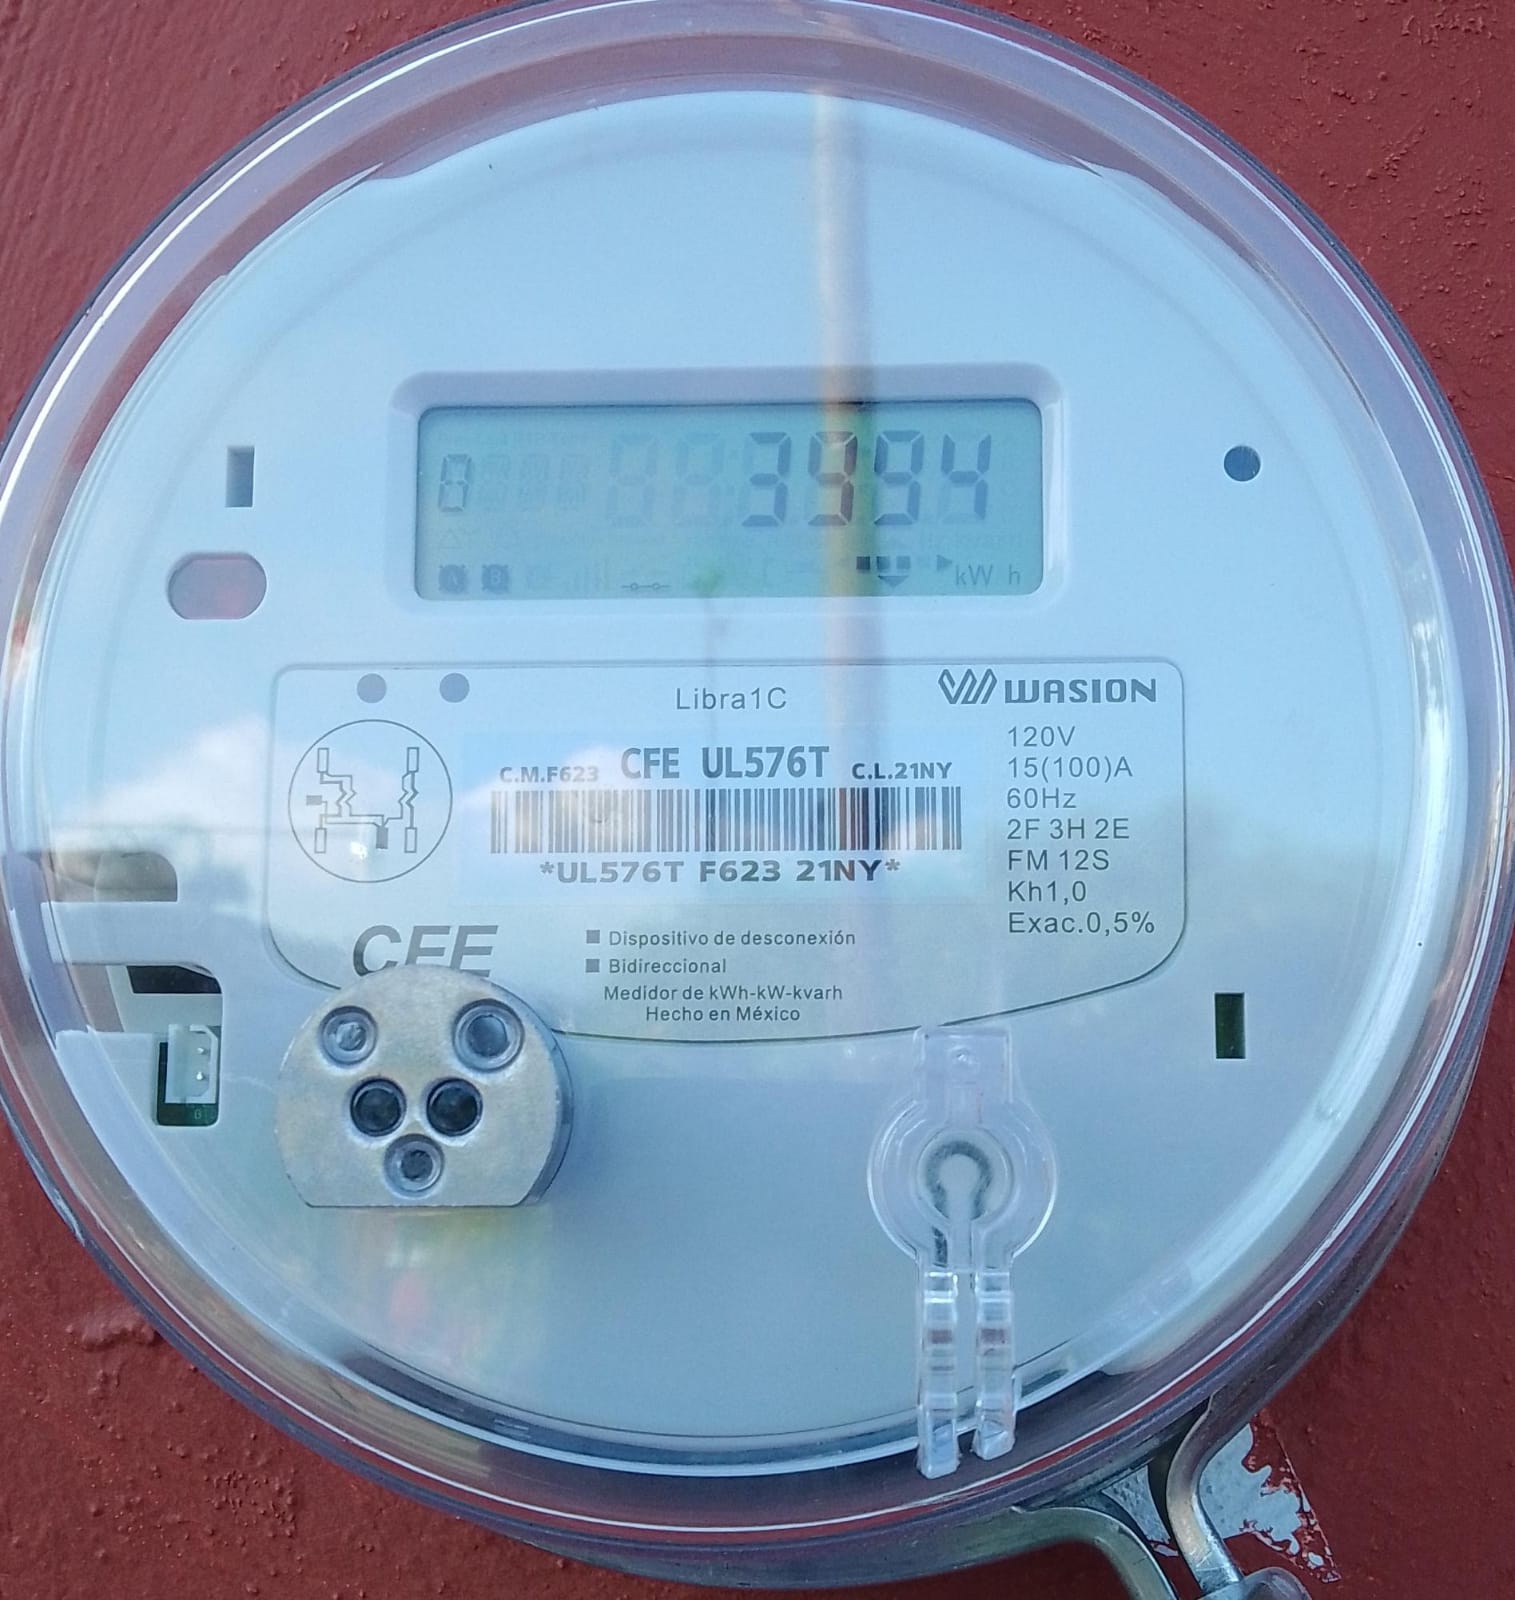 3994
kW h
Libra1C
WASION
C.M.F623 CFE UL576T C.L.21NY
*UL576T F623 21NY*
120V
15(100)A
60Hz
2F 3H 2E
FM 12S
Kh1,0
Exac.0,5%
CFE
Dispositivo de desconexión
Bidireccional
Medidor de kWh-kW-kvarh
Hecho en México